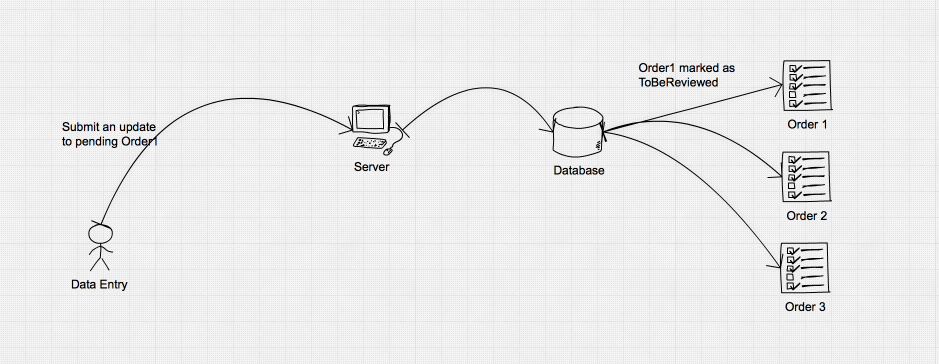 Submit an update
to pending Order1
Data Entry
Server
Database
Order1 marked as
ToBeReviewed
Order 1
Order 2
Order 3